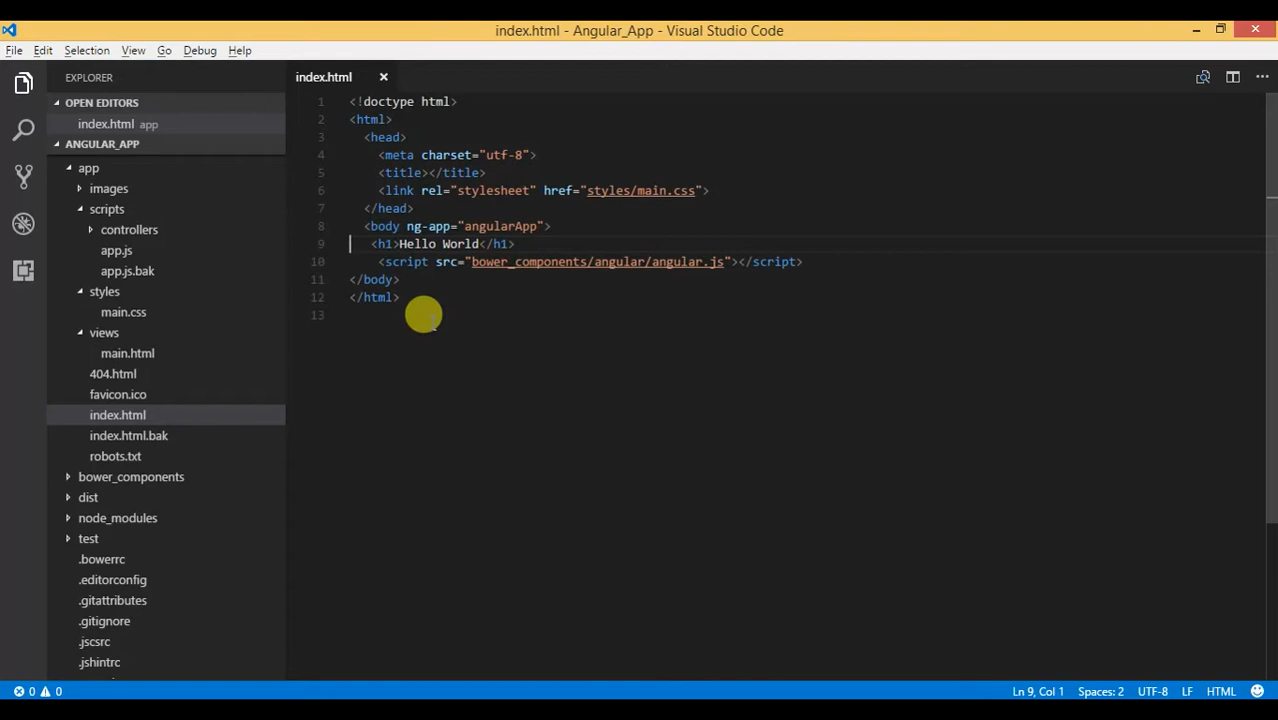 index.html - Angular_App - Visual Studio Code
File Edit Selection View Go Debug Help
EXPLORER
OPEN EDITORS
index.html app
ANGULAR_APP
app
images
scripts
controllers
app.js
app.js.bak
styles
main.css
views
main.html
404.html
favicon.ico
index.html
index.html.bak
robots.txt
bower_components
dist
node_modules
test
.bowerrc
.editorconfig
.gitattributes
.gitignore
.jscsrc
.jshintrc
index.html
1 <!doctype html>
2 <html>
3 <head>
4 <meta charset="utf-8">
5 <title></title>
6 <link rel="stylesheet" href="styles/main.css">
7 </head>
8 <body ng-app="angularApp">
9 <h1>Hello World</h1>
10 <script src="bower_components/angular/angular.js"></script>
11 </body>
12 </html>
13
0 0 Ln 9, Col 1 Spaces: 2 UTF-8 LF HTML